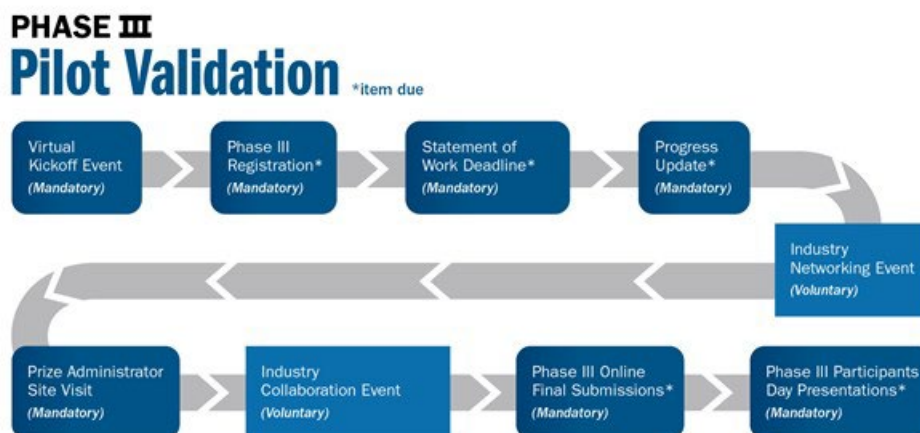 PHASE III
Pilot Validation *item due
Virtual
Kickoff Event
(Mandatory)
Phase III
Registration*
(Mandatory)
Statement of
Work Deadline*
(Mandatory)
Progress
Update*
(Mandatory)
Industry
Networking Event
(Voluntary)
Prize Administrator
Site Visit
(Mandatory)
Industry
Collaboration Event
(Voluntary)
Phase III Online
Final Submissions*
(Mandatory)
Phase III Participants
Day Presentations*
(Mandatory)